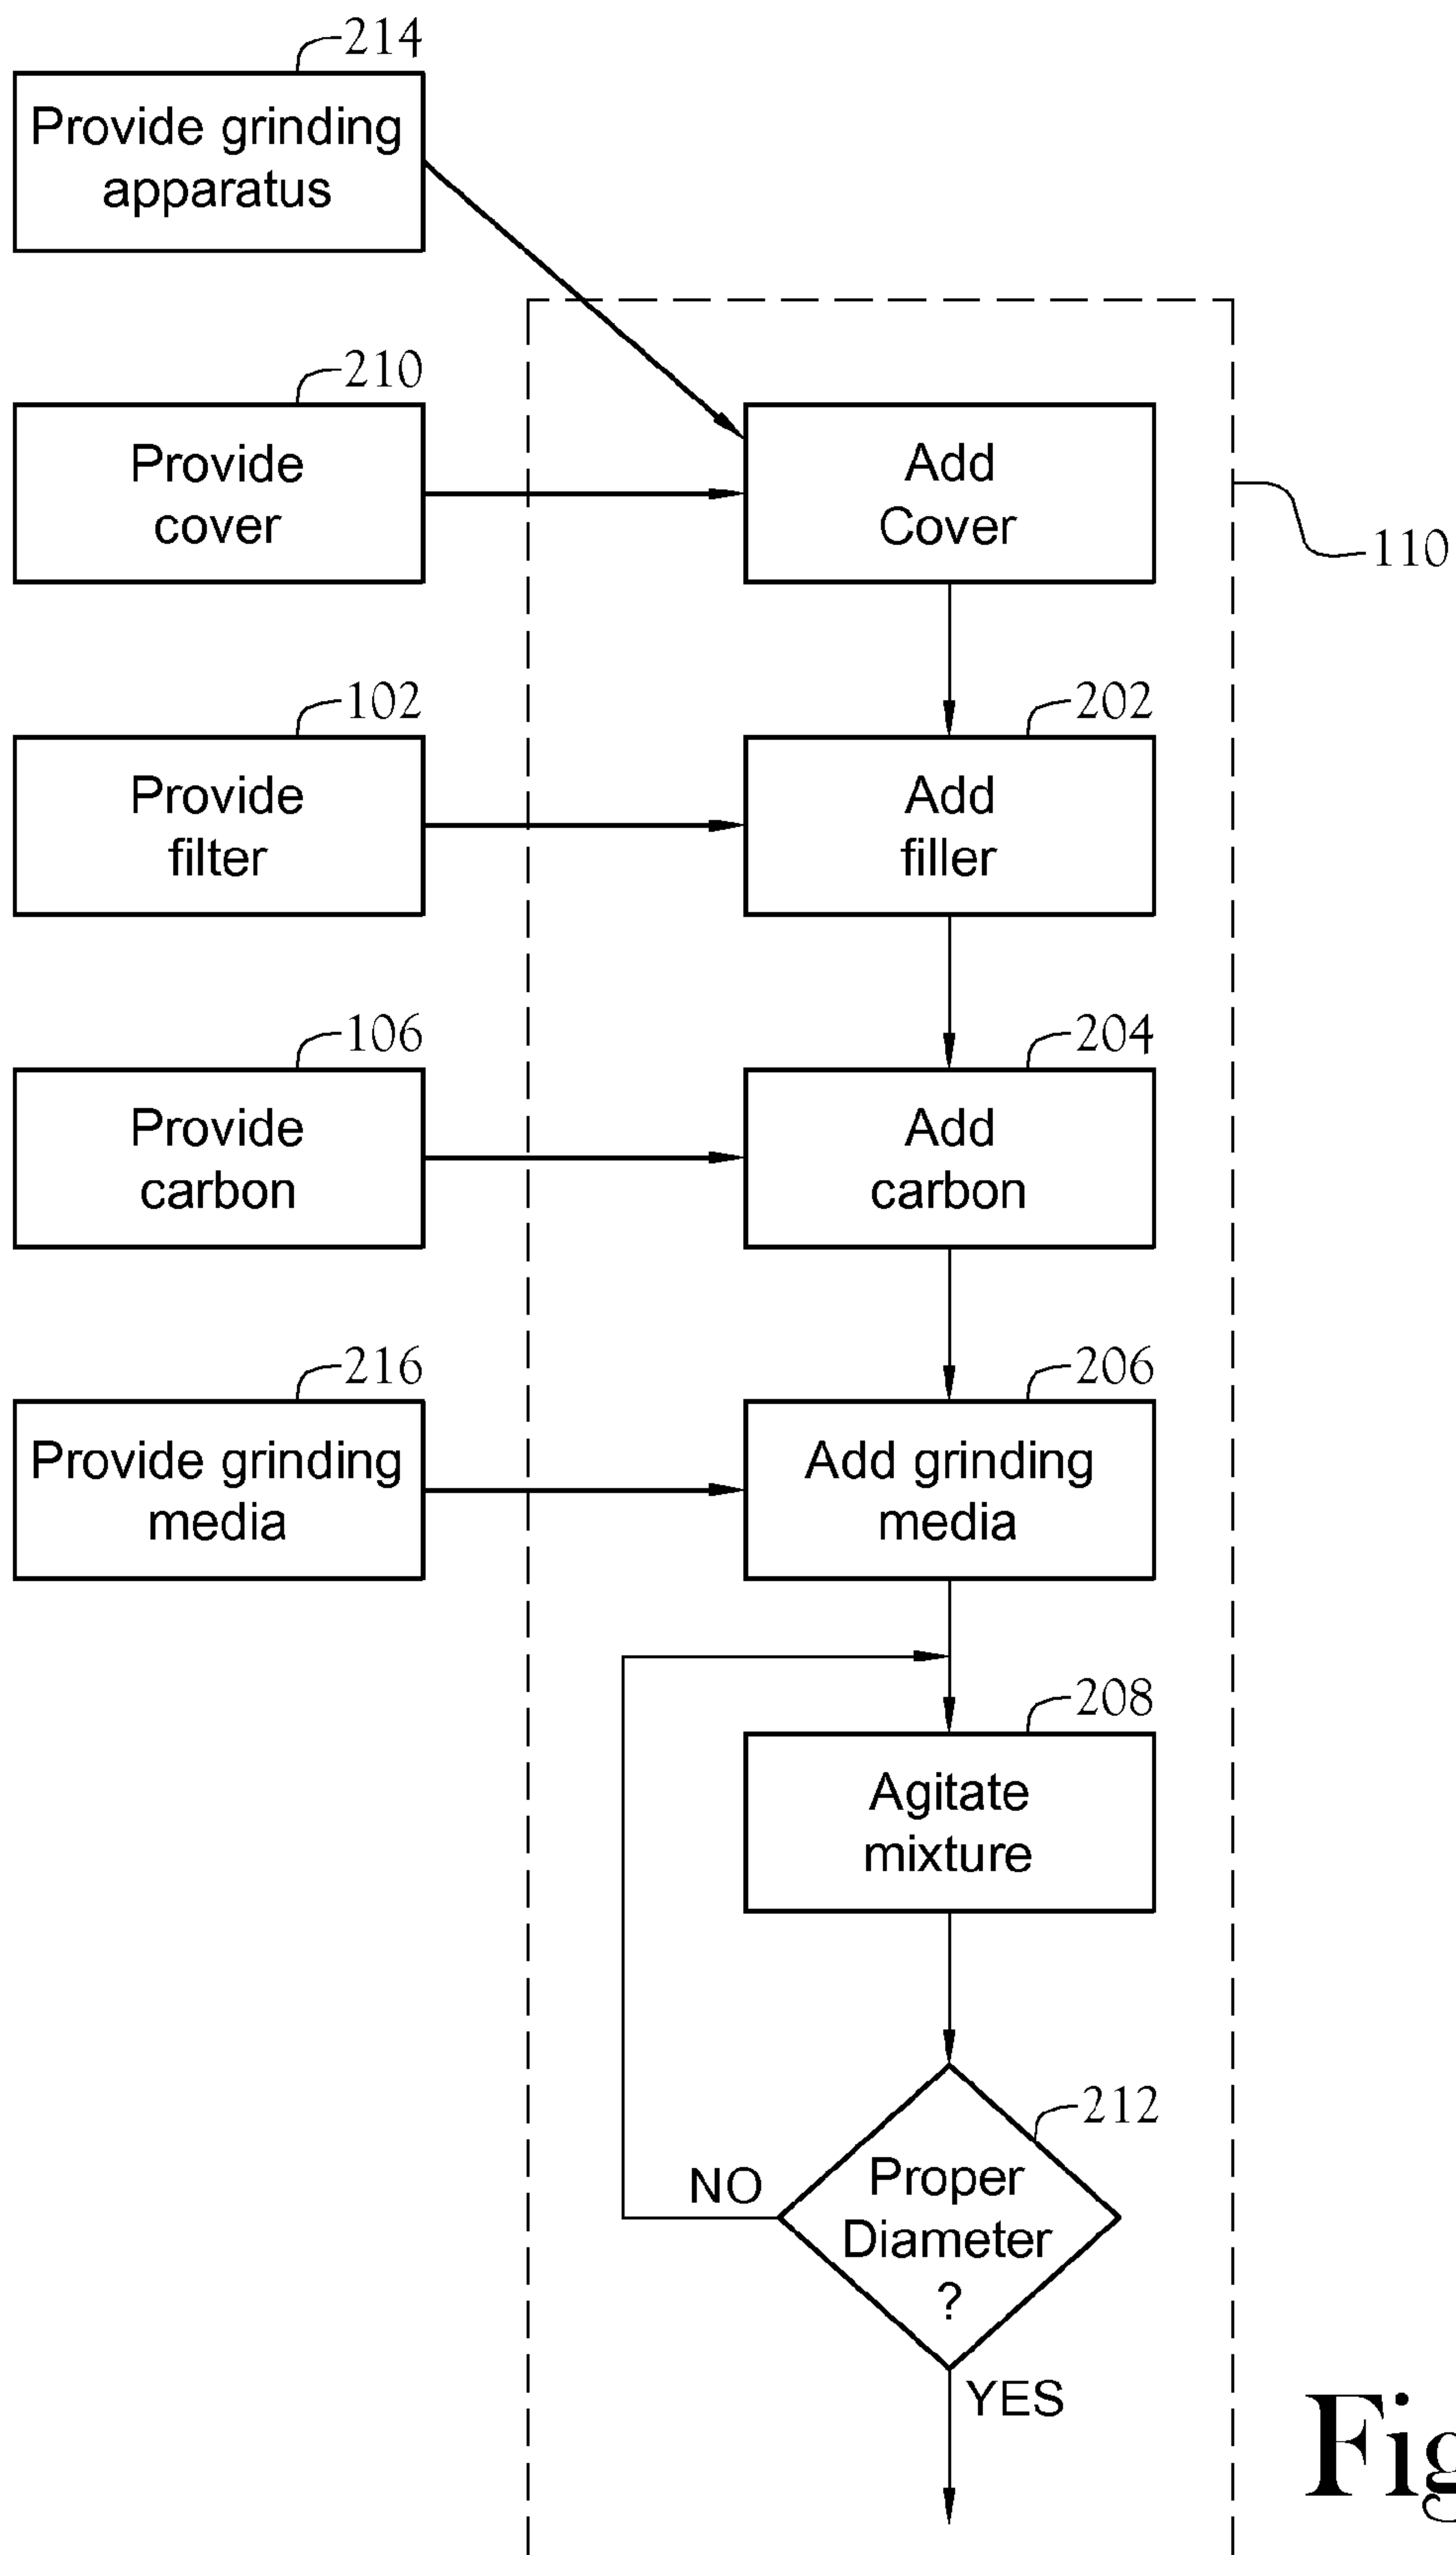 214
Provide grinding
apparatus
210
Provide
cover
Add
Cover
110
102
Provide
filter
202
Add
filler
106
Provide
carbon
204
Add
carbon
216
Provide grinding
media
206
Add grinding
media
208
Agitate
mixture
212
Proper
Diameter
?
NO
YES
Fig